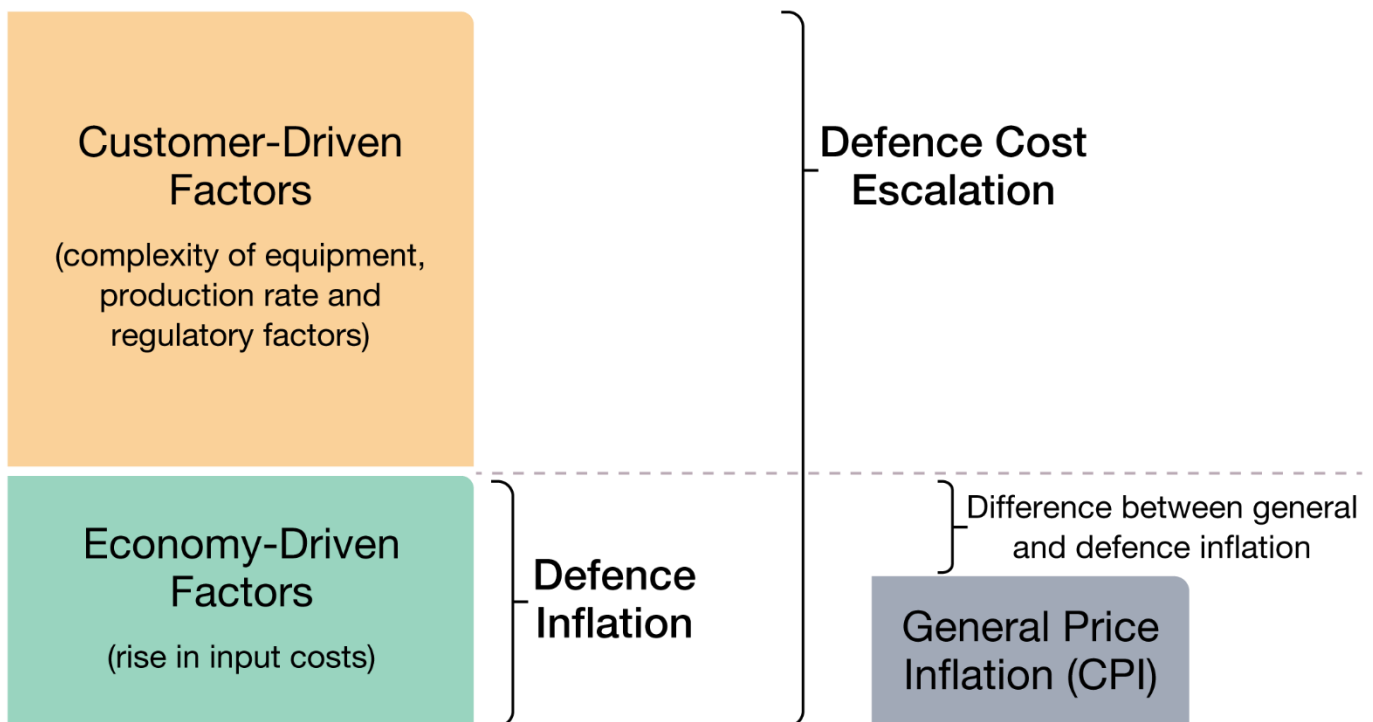 Customer-Driven
Factors
(complexity of equipment,
production rate and
regulatory factors)
Defence Cost
Escalation
Economy-Driven
Factors
(rise in input costs)
Defence
Inflation
Difference between general
and defence inflation
General Price
Inflation (CPI)